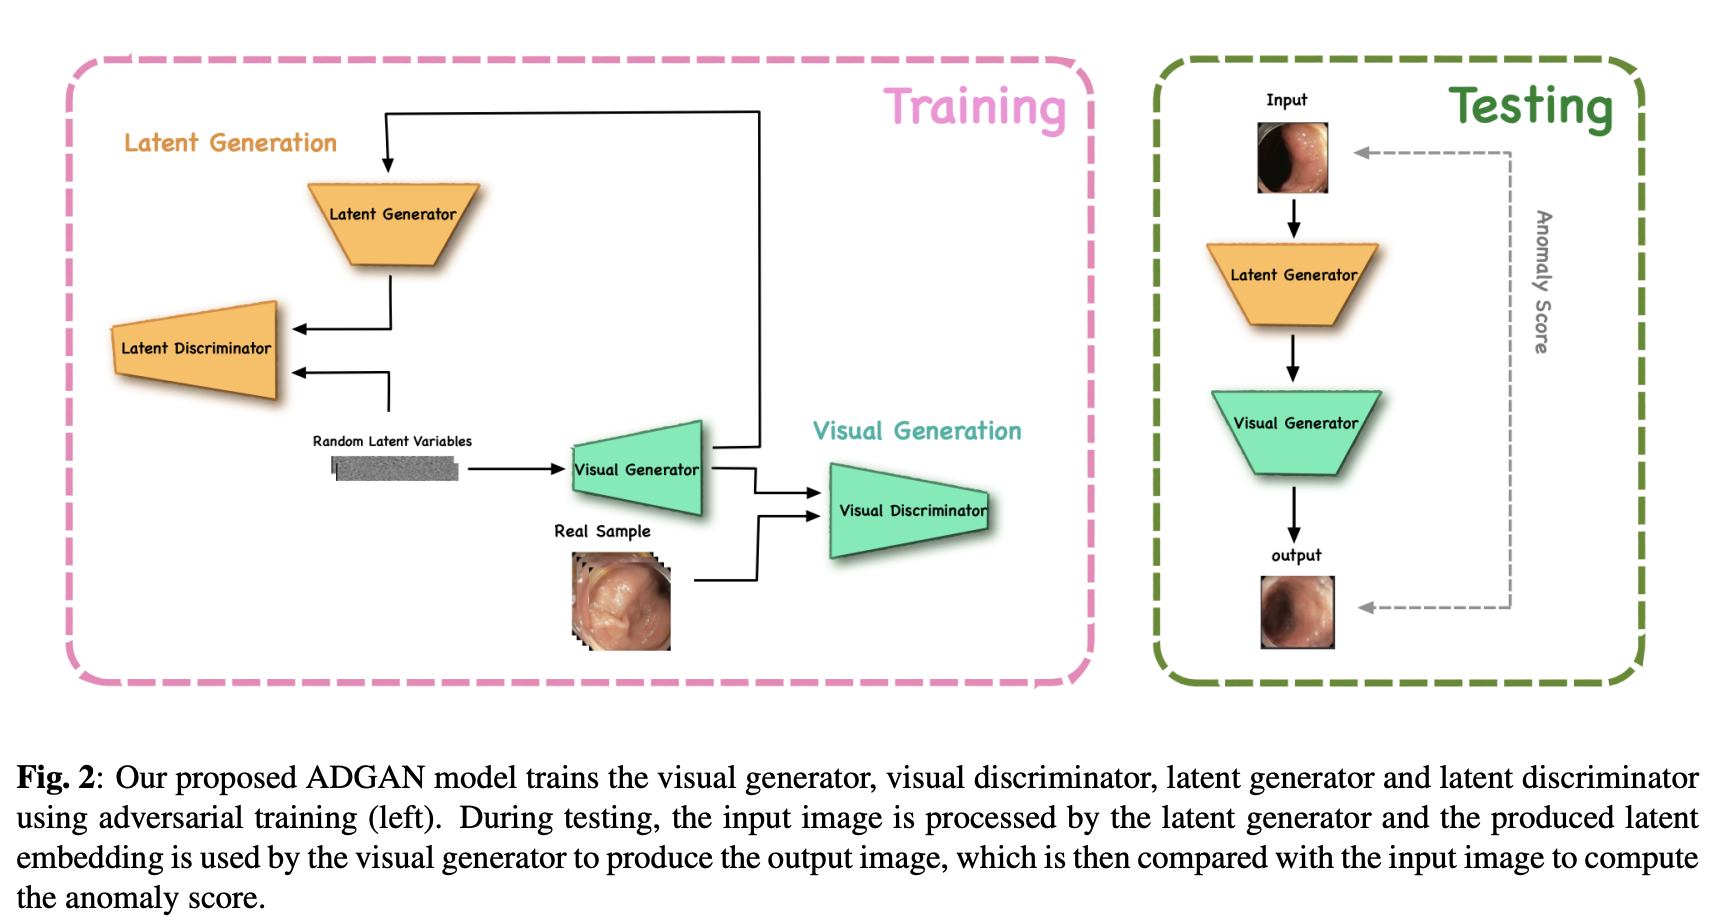 Training
Latent Generation
Latent Generator
Latent Discriminator
Random Latent Variables
Visual Generator
Visual Generation
Visual Discriminator
Real Sample
Testing
Input
Latent Generator
Visual Generator
output
Anomaly Score
Fig. 2: Our proposed ADGAN model trains the visual generator, visual discriminator, latent generator and latent discriminator
using adversarial training (left). During testing, the input image is processed by the latent generator and the produced latent
embedding is used by the visual generator to produce the output image, which is then compared with the input image to compute
the anomaly score.